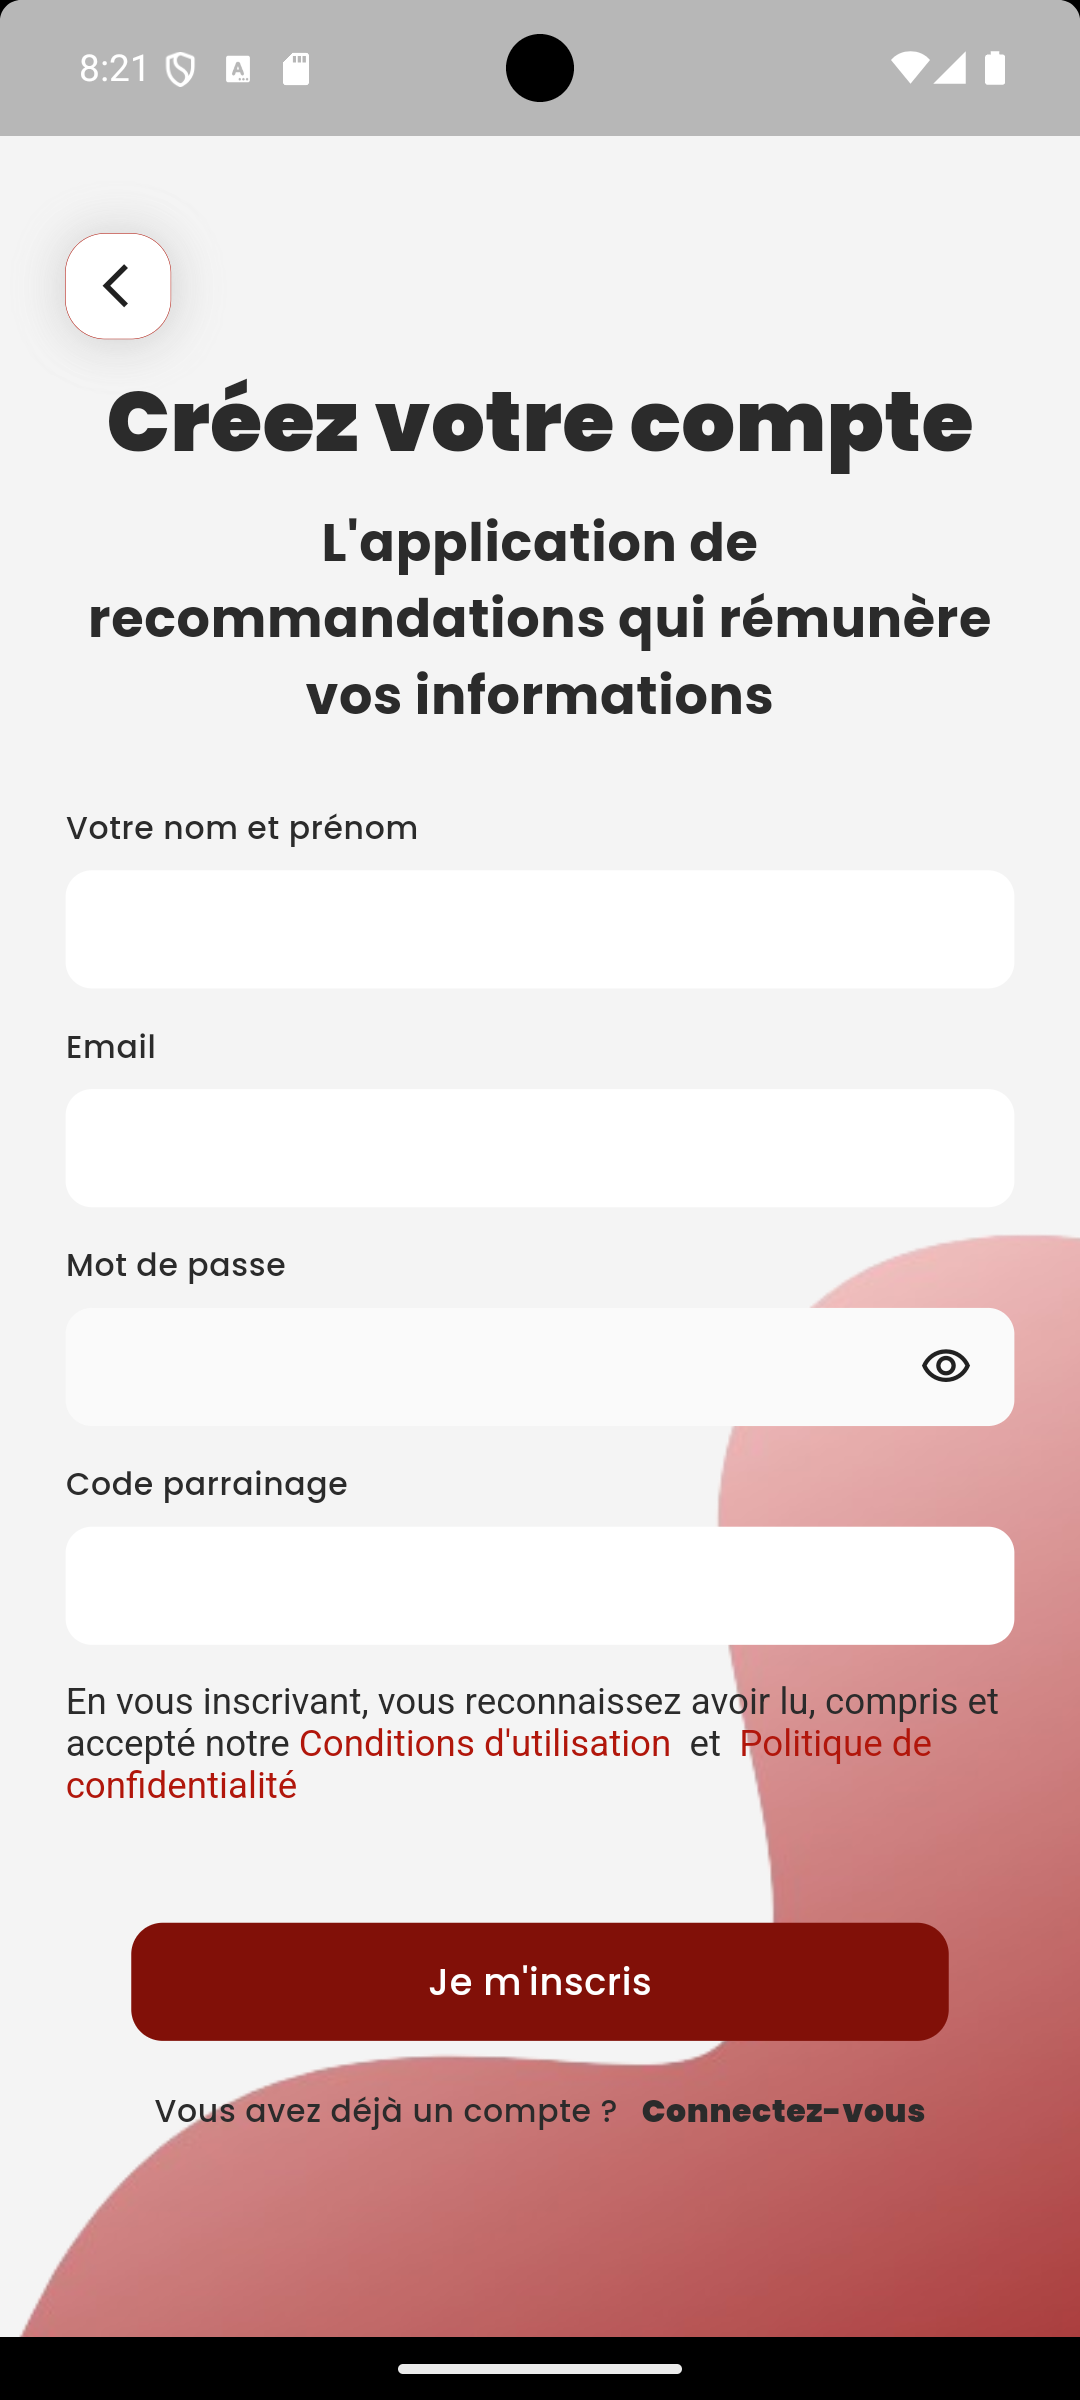 8:21
Créez votre compte
L'application de
recommandations qui rémunère
vos informations
Votre nom et prénom
Email
Mot de passe
Code parrainage
En vous inscrivant, vous reconnaissez avoir lu, compris et
accepté notre Conditions d'utilisation et Politique de
confidentialité
Je m'inscris
Vous avez déjà un compte ? Connectez-vous